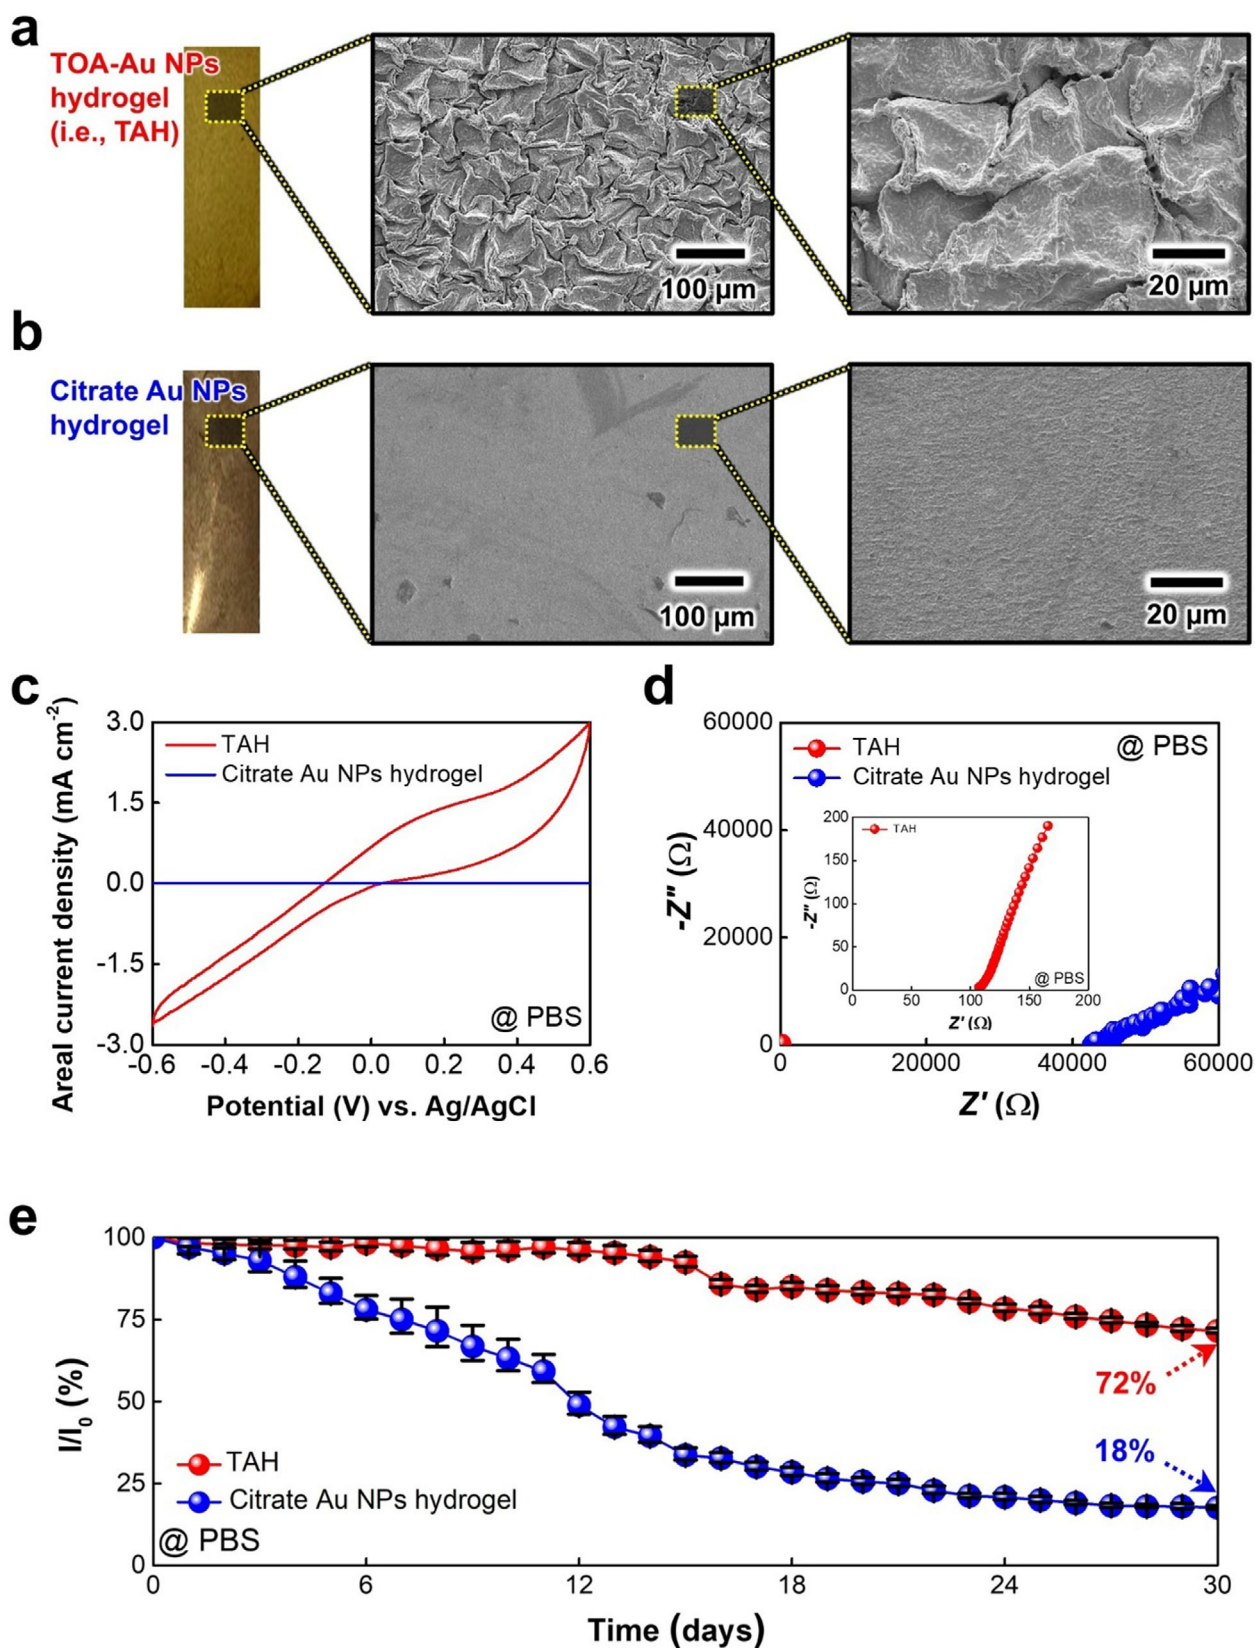 a
TOA-Au NPs
hydrogel
(i.e., TAH)
100 μm
20 μm
b
Citrate Au NPs
hydrogel
100 μm
20 μm
c
Areal current density (mA cm⁻²)
3.0
1.5
0.0
-1.5
-3.0
TAH
Citrate Au NPs hydrogel
@ PBS
-0.6 -0.4 -0.2 0.0 0.2 0.4 0.6
Potential (V) vs. Ag/AgCl
d
-Z″ (Ω)
60000
40000
20000
0
TAH
Citrate Au NPs hydrogel
@ PBS
-Z″ (Ω)
200
150
100
50
0
TAH
@ PBS
0 50 100 150 200
Z′ (Ω)
0 20000 40000 60000
Z′ (Ω)
e
I/I₀ (%)
100
75
50
25
0
72%
18%
TAH
Citrate Au NPs hydrogel
@ PBS
0 6 12 18 24 30
Time (days)